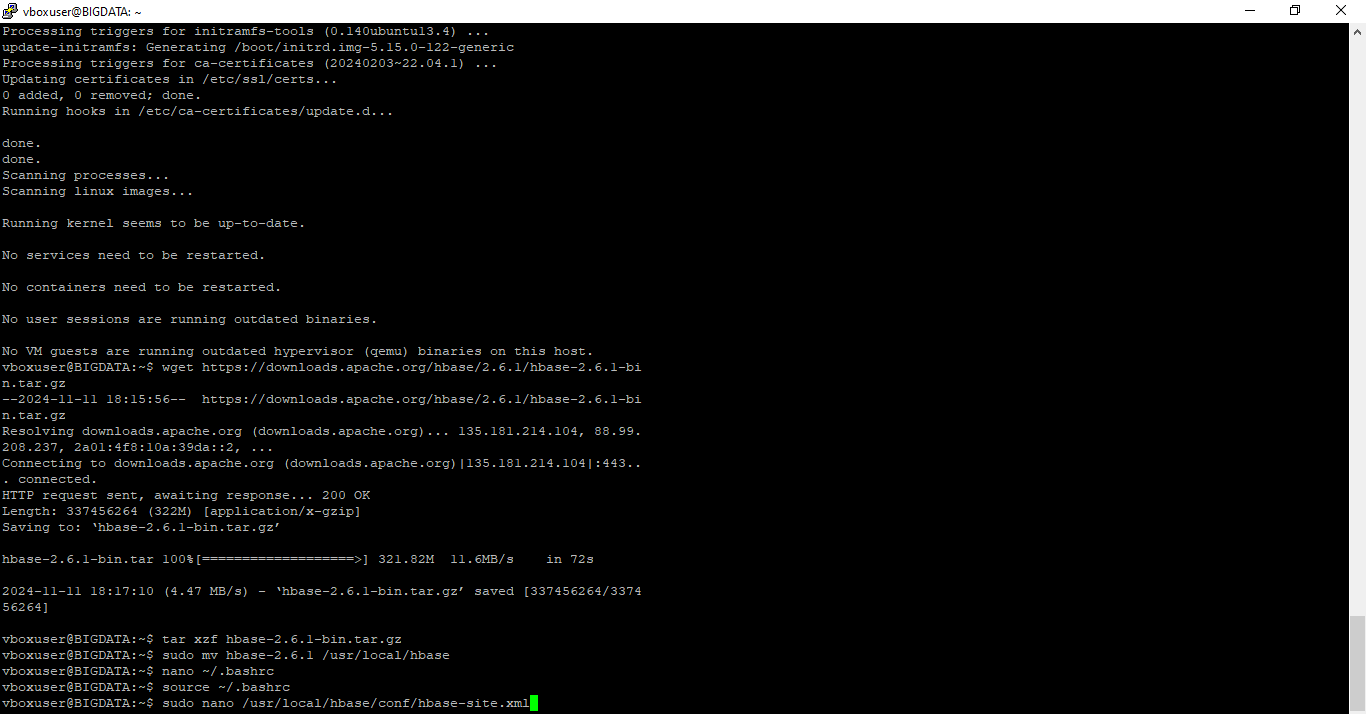 vboxuser@BIGDATA: ~
Processing triggers for initramfs-tools (0.140ubuntu13.4) ...
update-initramfs: Generating /boot/initrd.img-5.15.0-122-generic
Processing triggers for ca-certificates (20240203~22.04.1) ...
Updating certificates in /etc/ssl/certs...
0 added, 0 removed; done.
Running hooks in /etc/ca-certificates/update.d...
done.
done.
Scanning processes...
Scanning linux images...
Running kernel seems to be up-to-date.
No services need to be restarted.
No containers need to be restarted.
No user sessions are running outdated binaries.
No VM guests are running outdated hypervisor (qemu) binaries on this host.
vboxuser@BIGDATA:~$ wget https://downloads.apache.org/hbase/2.6.1/hbase-2.6.1-bi
n.tar.gz
--2024-11-11 18:15:56--  https://downloads.apache.org/hbase/2.6.1/hbase-2.6.1-bi
n.tar.gz
Resolving downloads.apache.org (downloads.apache.org)... 135.181.214.104, 88.99.
208.237, 2a01:4f8:10a:39da::2, ...
Connecting to downloads.apache.org (downloads.apache.org)|135.181.214.104|:443..
. connected.
HTTP request sent, awaiting response... 200 OK
Length: 337456264 (322M) [application/x-gzip]
Saving to: ‘hbase-2.6.1-bin.tar.gz’
hbase-2.6.1-bin.tar 100%[===================>] 321.82M  11.6MB/s    in 72s
2024-11-11 18:17:10 (4.47 MB/s) - ‘hbase-2.6.1-bin.tar.gz’ saved [337456264/3374
56264]
vboxuser@BIGDATA:~$ tar xzf hbase-2.6.1-bin.tar.gz
vboxuser@BIGDATA:~$ sudo mv hbase-2.6.1 /usr/local/hbase
vboxuser@BIGDATA:~$ nano ~/.bashrc
vboxuser@BIGDATA:~$ source ~/.bashrc
vboxuser@BIGDATA:~$ sudo nano /usr/local/hbase/conf/hbase-site.xml